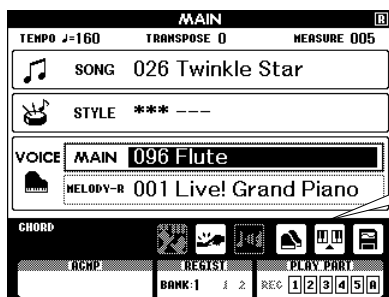 MAIN R
TEMPO ♩=160 TRANSPOSE 0 MEASURE 005
SONG 026 Twinkle Star
STYLE *** ---
VOICE MAIN 096 Flute
MELODY-R 001 Live! Grand Piano
CHORD
ACMP REGIST PLAY PART
BANK:1 1 2 REC 1 2 3 4 5 A